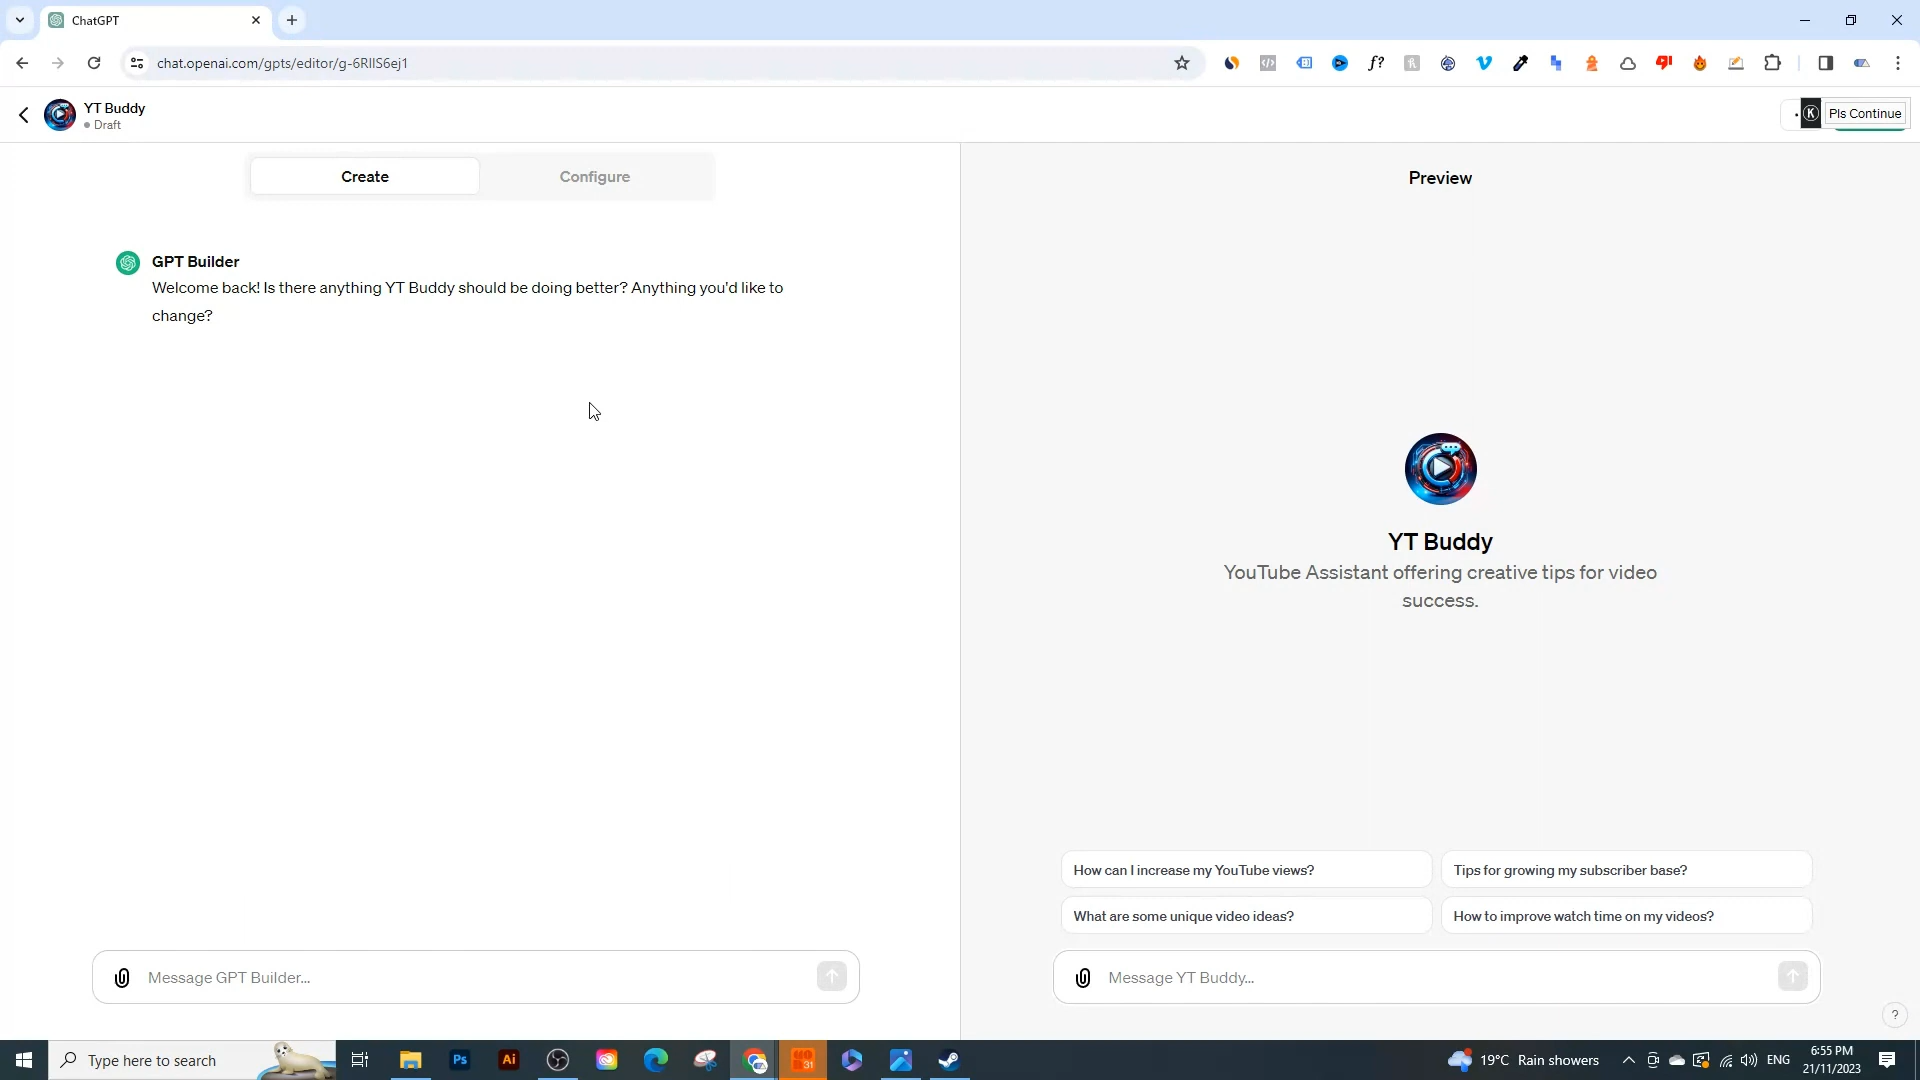 ChatGPT
chat.openai.com/gpts/editor/g-6RIlS6ej1
YT Buddy
Draft
Pls Continue
Create
Configure
Preview
GPT Builder
Welcome back! Is there anything YT Buddy should be doing better? Anything you'd like to
change?
YT Buddy
YouTube Assistant offering creative tips for video
success.
How can I increase my YouTube views?
Tips for growing my subscriber base?
What are some unique video ideas?
How to improve watch time on my videos?
Message GPT Builder...
Message YT Buddy...
?
Type here to search
Ps
Ai
31
19°C Rain showers
ENG
6:55 PM
21/11/2023